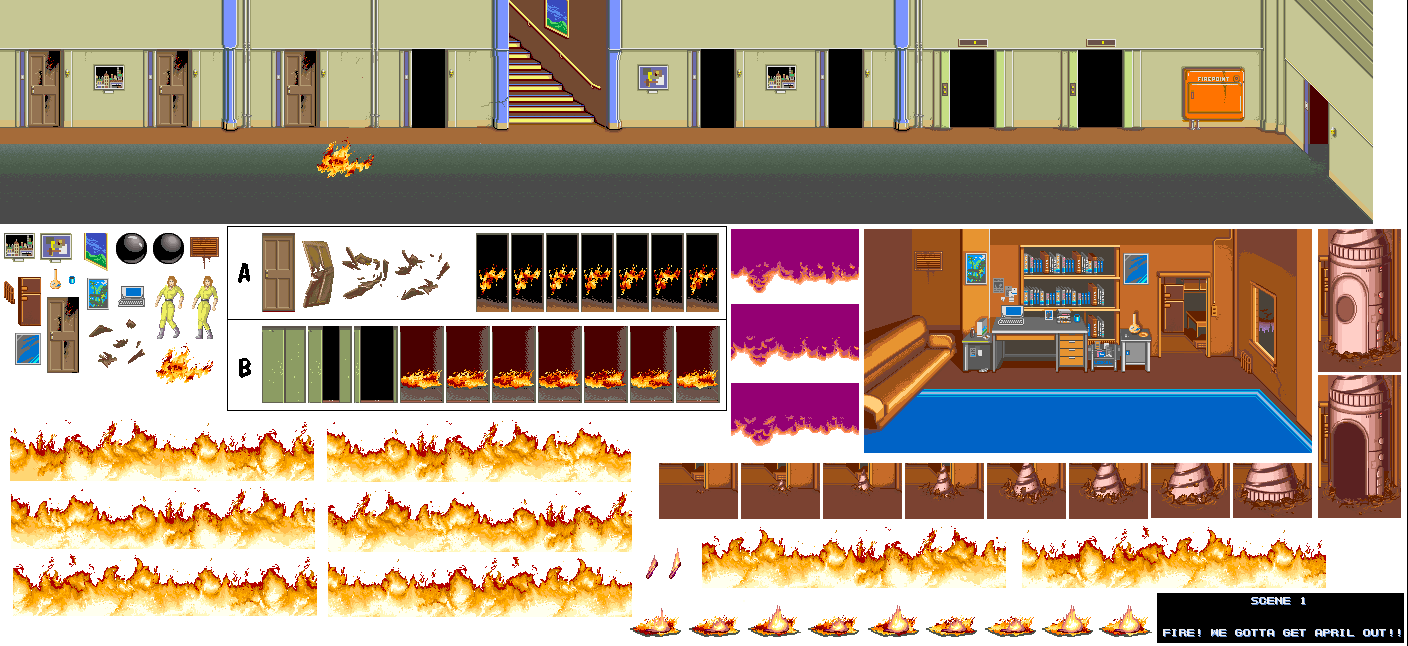 FIREPOINT
A
B
SCENE 1
FIRE! WE GOTTA GET APRIL OUT!!